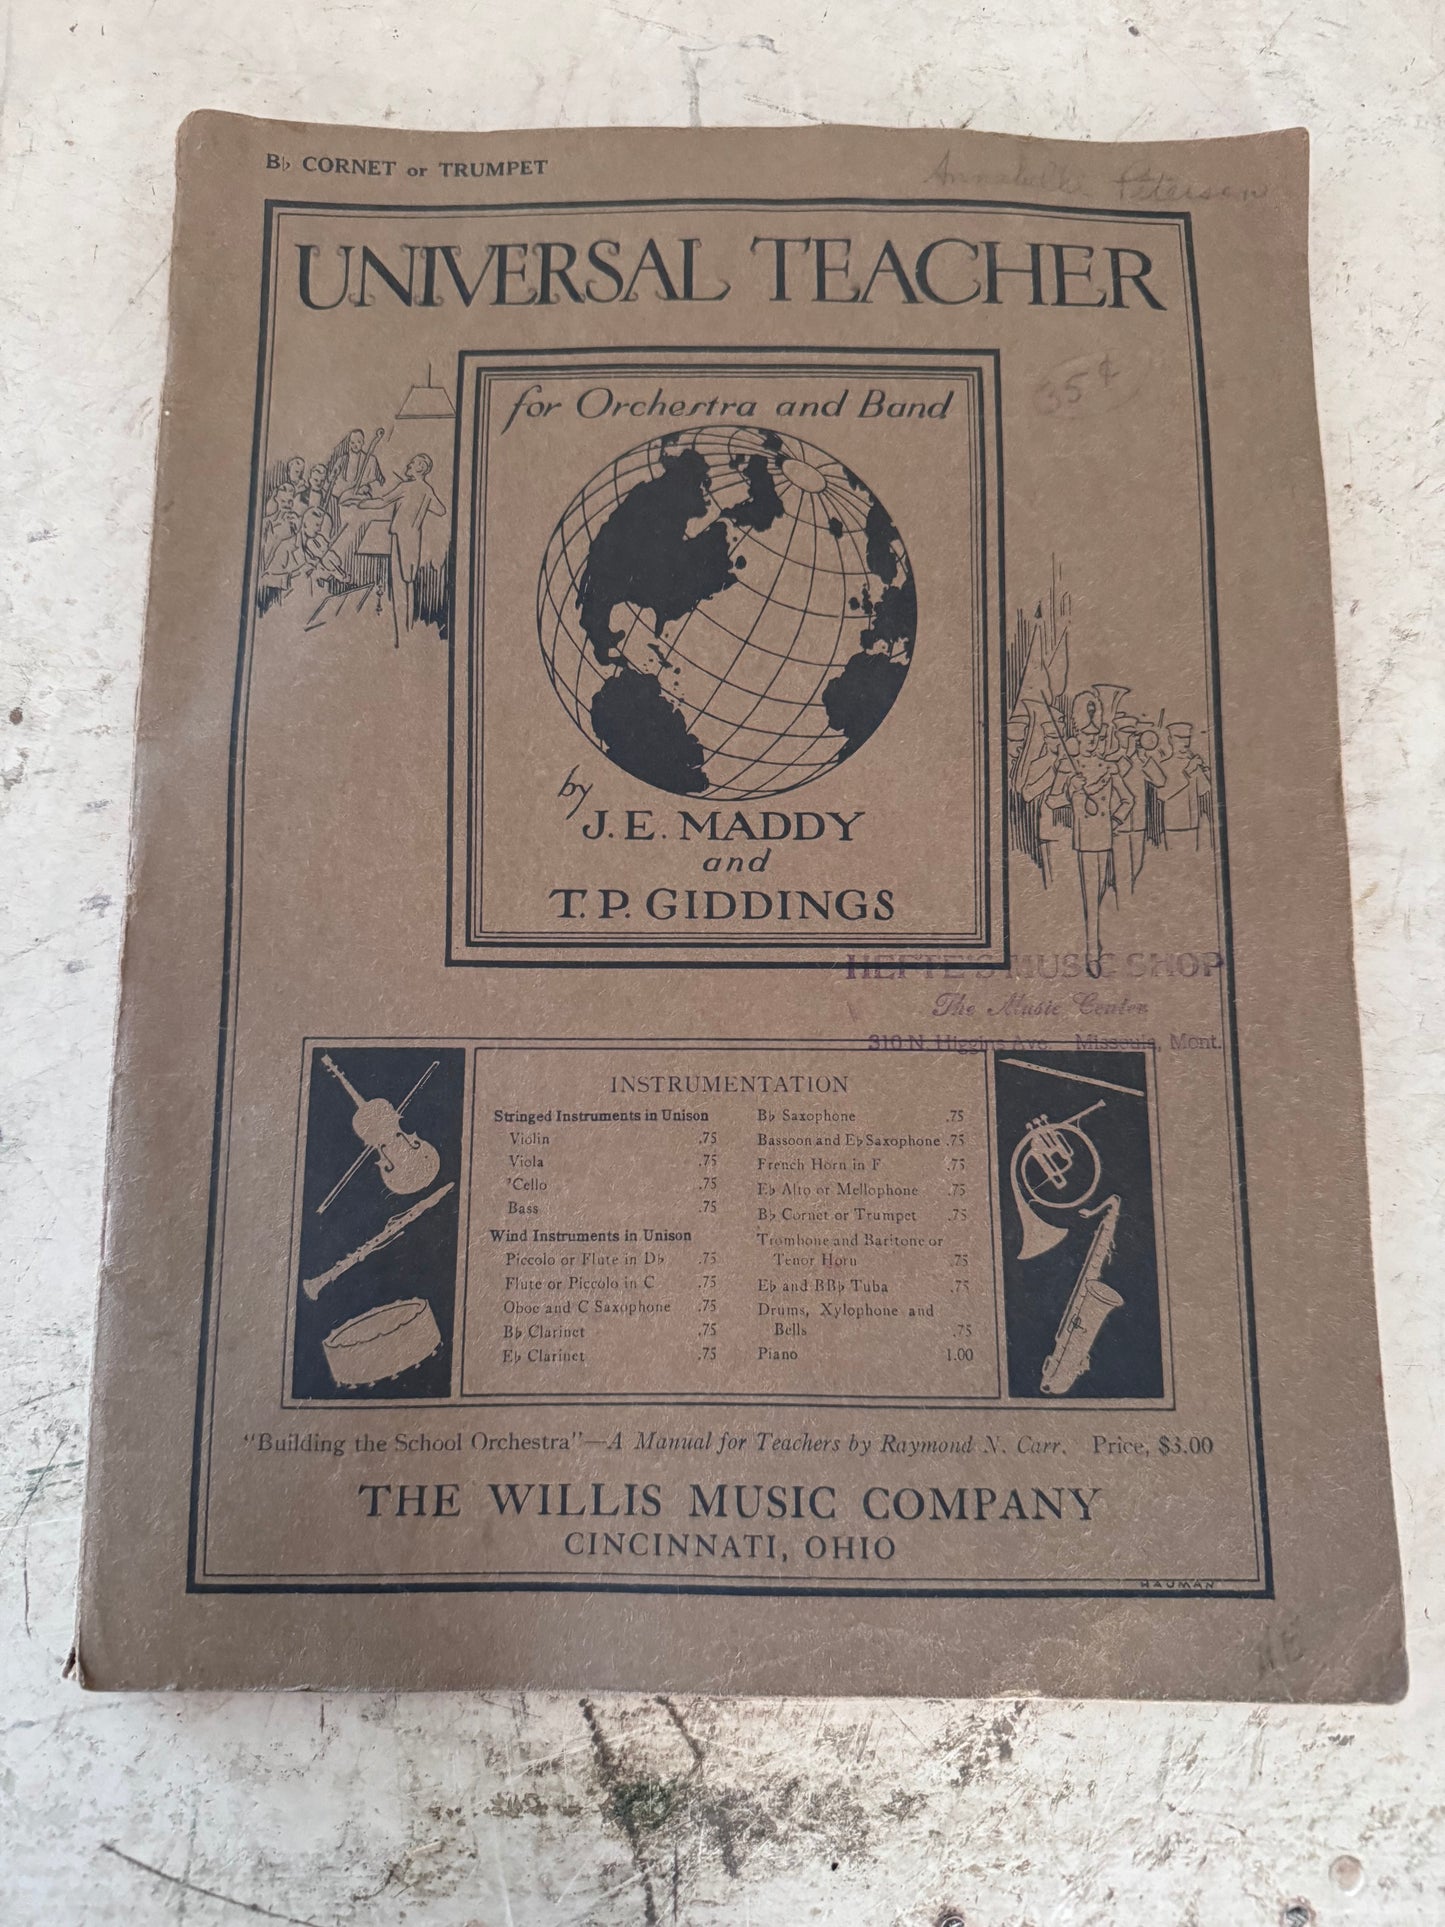 B♭ CORNET or TRUMPET
Annabelle Peterson
UNIVERSAL TEACHER
35¢
for Orchestra and Band
by
J. E. MADDY
and
T. P. GIDDINGS
HEFTE'S MUSIC SHOP
The Music Center
310 N. Higgins Ave. Missoula, Mont.
INSTRUMENTATION
Stringed Instruments in Unison
Violin .75
Viola .75
'Cello .75
Bass .75
Wind Instruments in Unison
Piccolo or Flute in D♭ .75
Flute or Piccolo in C .75
Oboe and C Saxophone .75
B♭ Clarinet .75
E♭ Clarinet .75
B♭ Saxophone .75
Bassoon and E♭ Saxophone .75
French Horn in F .75
E♭ Alto or Mellophone .75
B♭ Cornet or Trumpet .75
Trombone and Baritone or
Tenor Horn .75
E♭ and BB♭ Tuba .75
Drums, Xylophone and
Bells .75
Piano 1.00
"Building the School Orchestra"—A Manual for Teachers by Raymond N. Carr. Price, $3.00
THE WILLIS MUSIC COMPANY
CINCINNATI, OHIO
HAUMAN